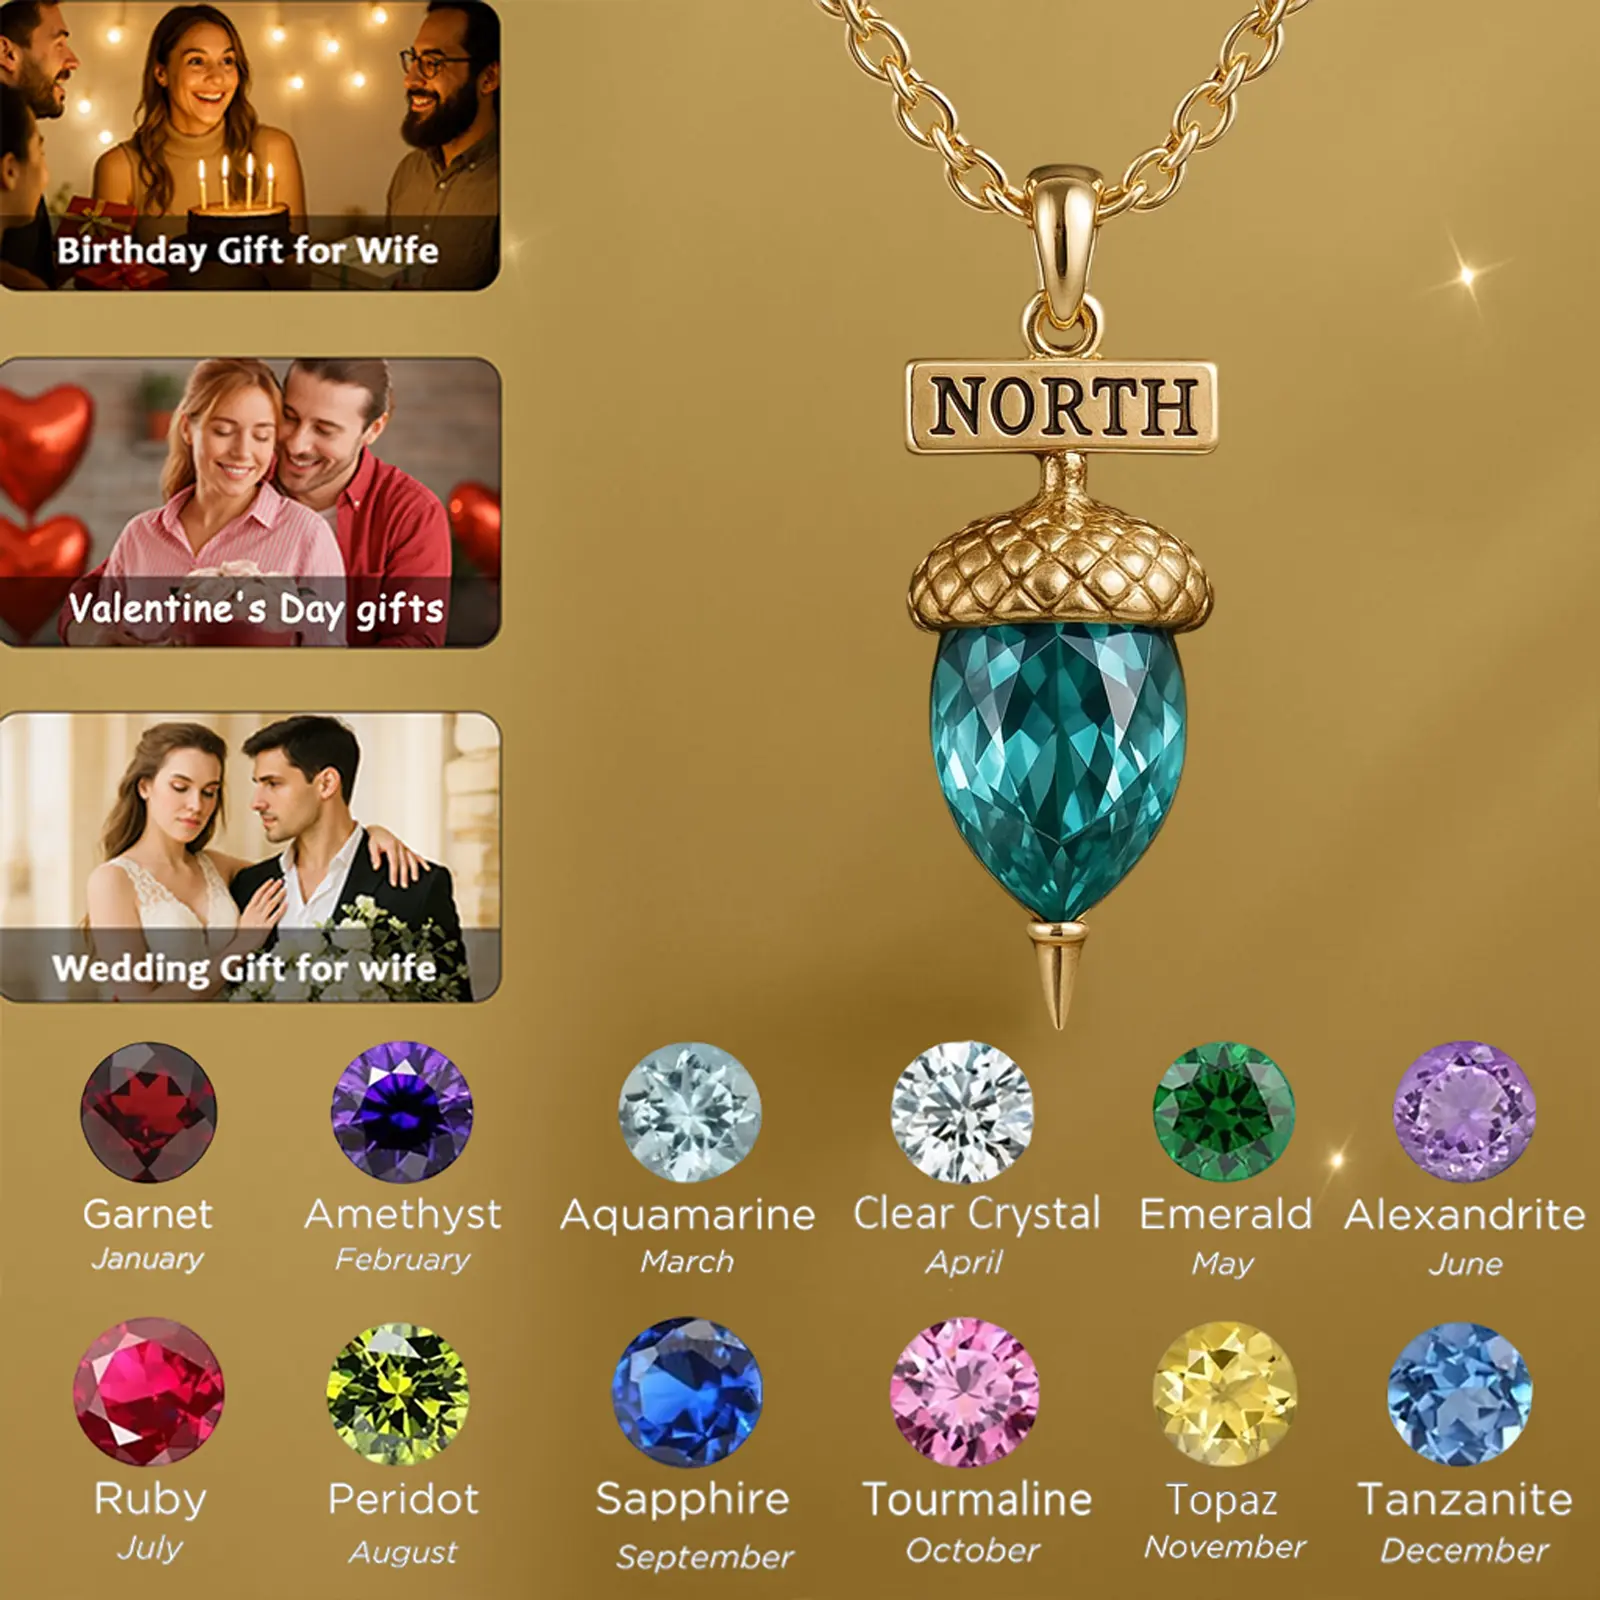 Birthday Gift for Wife
NORTH
Valentine's Day gifts
Wedding Gift for wife
Garnet
January
Amethyst
February
Aquamarine
March
Clear Crystal
April
Emerald
May
Alexandrite
June
Ruby
July
Peridot
August
Sapphire
September
Tourmaline
October
Topaz
November
Tanzanite
December